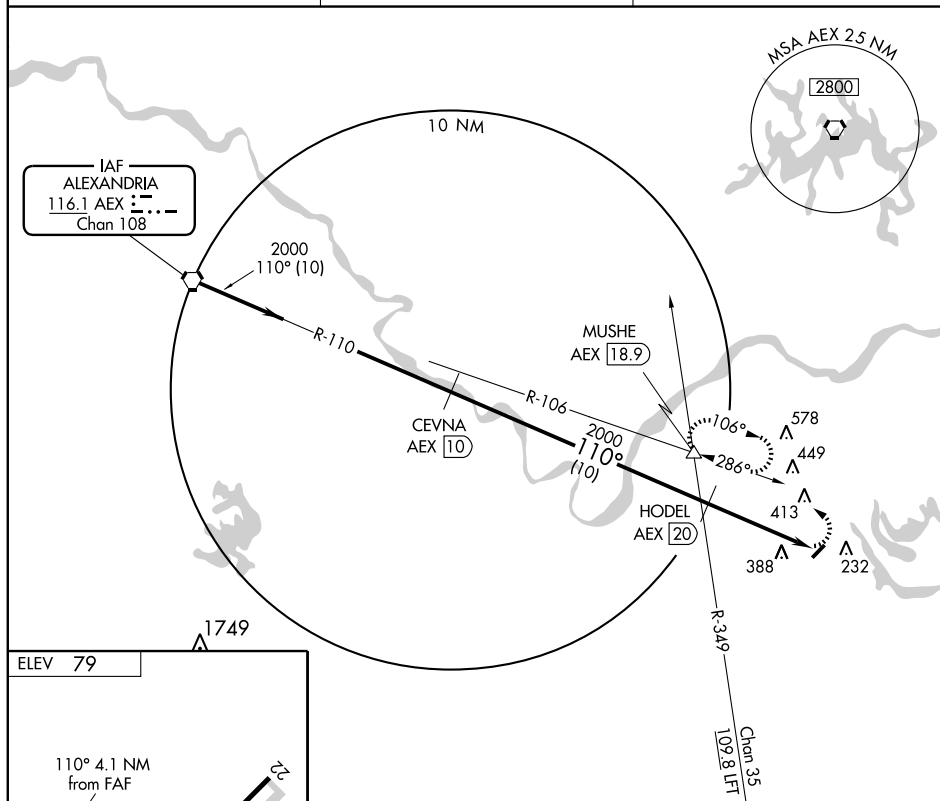 MSA AEX 25 NM
2800
10 NM
IAF
ALEXANDRIA
116.1 AEX
Chan 108
2000
110° (10)
R-110
MUSHE
AEX 18.9
R-106
CEVNA
AEX 10
2000
110°
(10)
106°
286°
578
449
413
HODEL
AEX 20
388
232
R-349
1749
ELEV 79
Chan 35
109.8 LFT
110° 4.1 NM
from FAF
22